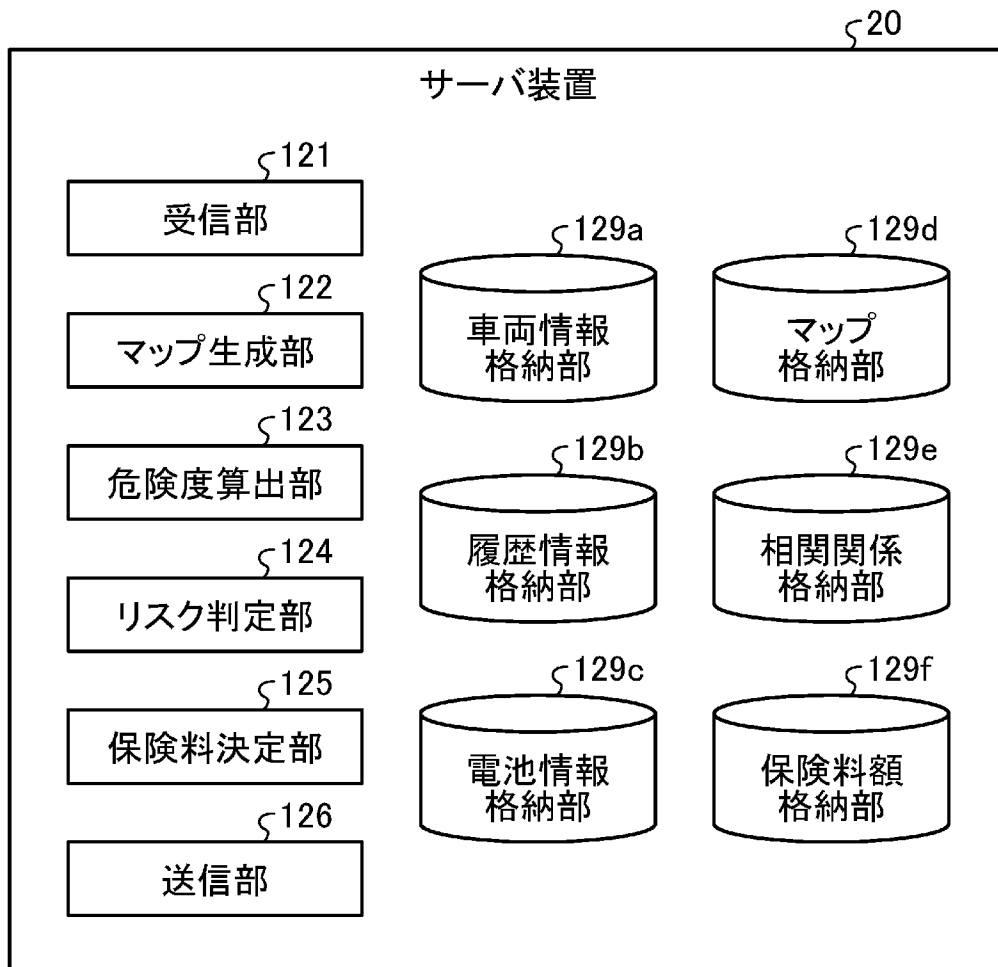 20
サーバ装置
121
受信部
122
マップ生成部
123
危険度算出部
124
リスク判定部
125
保険料決定部
126
送信部
129a
車両情報
格納部
129b
履歴情報
格納部
129c
電池情報
格納部
129d
マップ
格納部
129e
相関関係
格納部
129f
保険料額
格納部